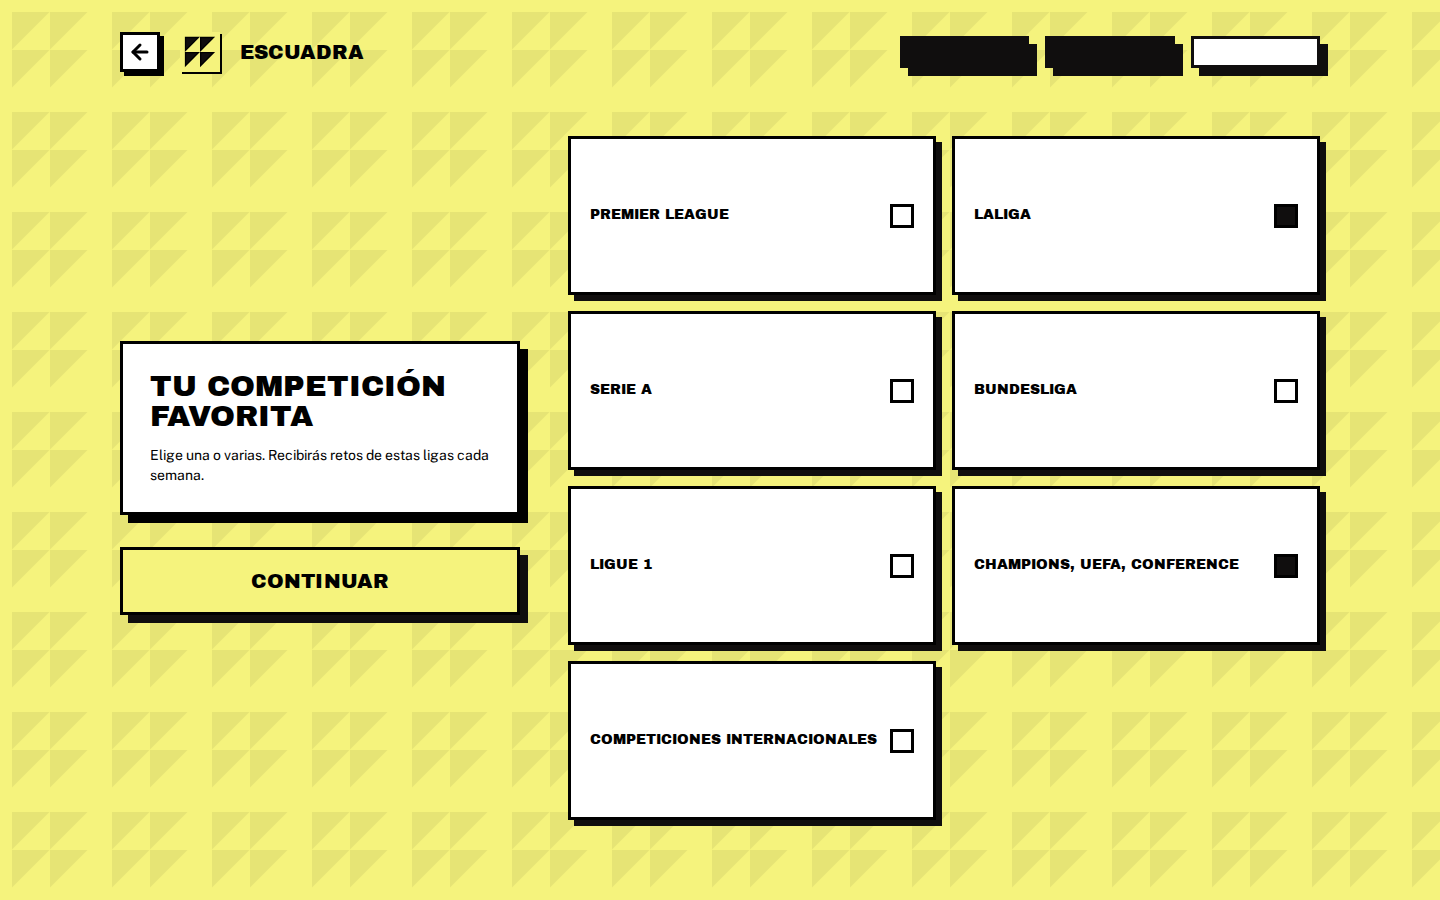 ESCUADRA
TU COMPETICIÓN
FAVORITA
Elige una o varias. Recibirás retos de estas ligas cada
semana.
CONTINUAR
PREMIER LEAGUE
LALIGA
SERIE A
BUNDESLIGA
LIGUE 1
CHAMPIONS, UEFA, CONFERENCE
COMPETICIONES INTERNACIONALES